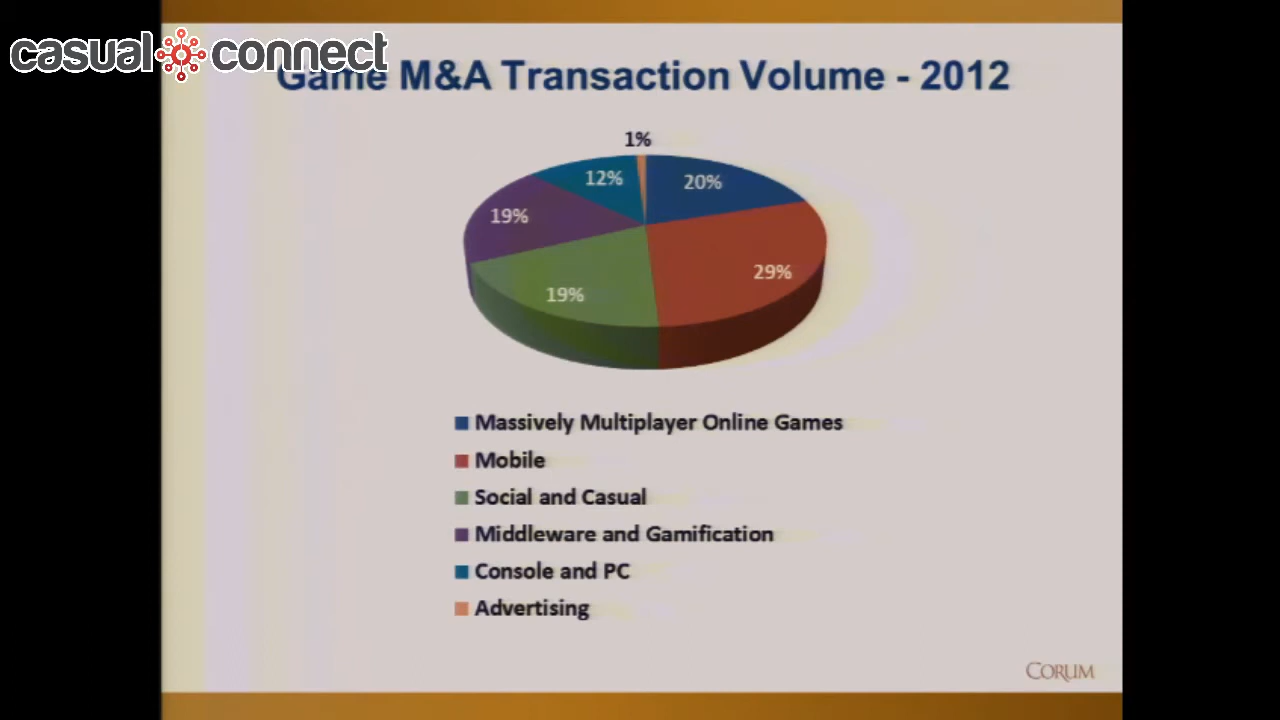 casual connect
Game M&A Transaction Volume - 2012
1%
12%
20%
19%
29%
19%
Massively Multiplayer Online Games
Mobile
Social and Casual
Middleware and Gamification
Console and PC
Advertising
CORUM